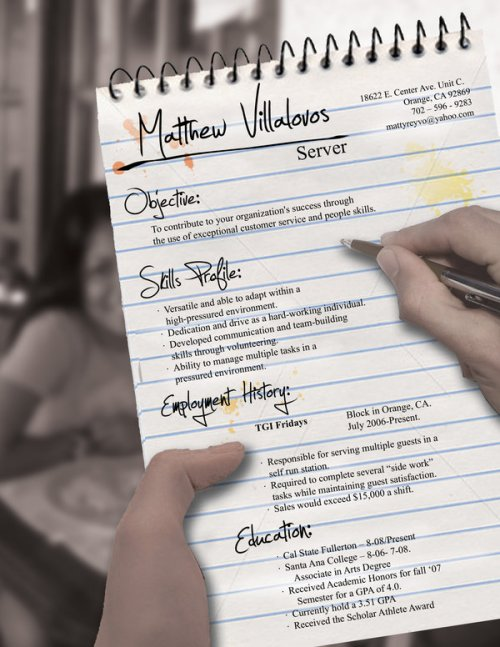 Matthew Villalovos
18622 E. Center Ave. Unit C.
Orange, CA 92869
702 – 596 - 9283
mattyreyvo@yahoo.com
Server
Objective:
To contribute to your organization's success through
the use of exceptional customer service and people skills.
Skills Profile:
· Versatile and able to adapt within a
high-pressured environment.
· Dedication and drive as a hard-working individual.
· Developed communication and team-building
skills through volunteering.
· Ability to manage multiple tasks in a
pressured environment.
Employment History:
TGI Fridays
Block in Orange, CA.
July 2006-Present.
· Responsible for serving multiple guests in a
self run station.
· Required to complete several “side work”
tasks while maintaining guest satisfaction.
· Sales would exceed $15,000 a shift.
Education:
· Cal State Fullerton – 8-08/Present
· Santa Ana College – 8-06- 7-08.
Associate in Arts Degree
· Received Academic Honors for fall ‘07
Semester for a GPA of 4.0.
· Currently hold a 3.51 GPA
· Received the Scholar Athlete Award